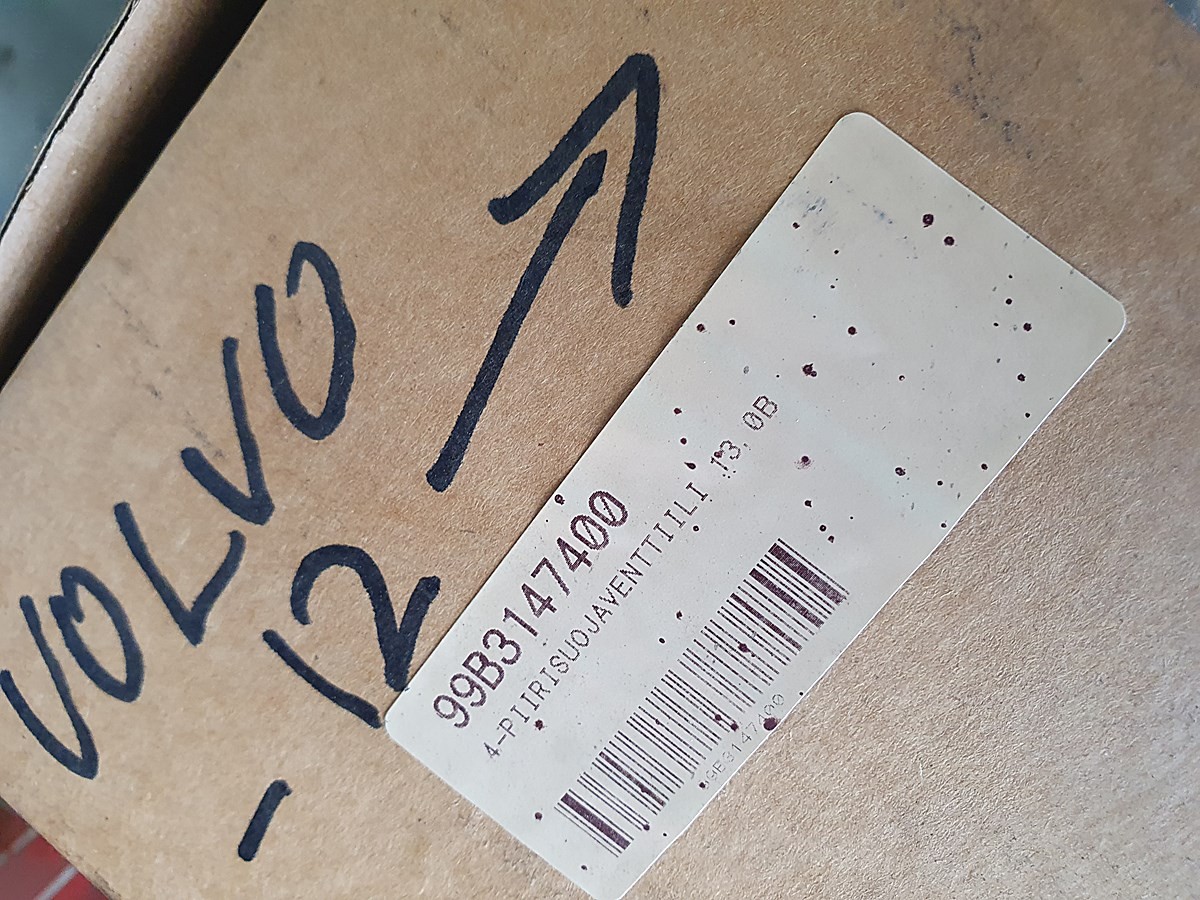 VOLVO
-12
99B3147400
4-PIIRISUOJAVENTTIILI 13,0B
99B3147400